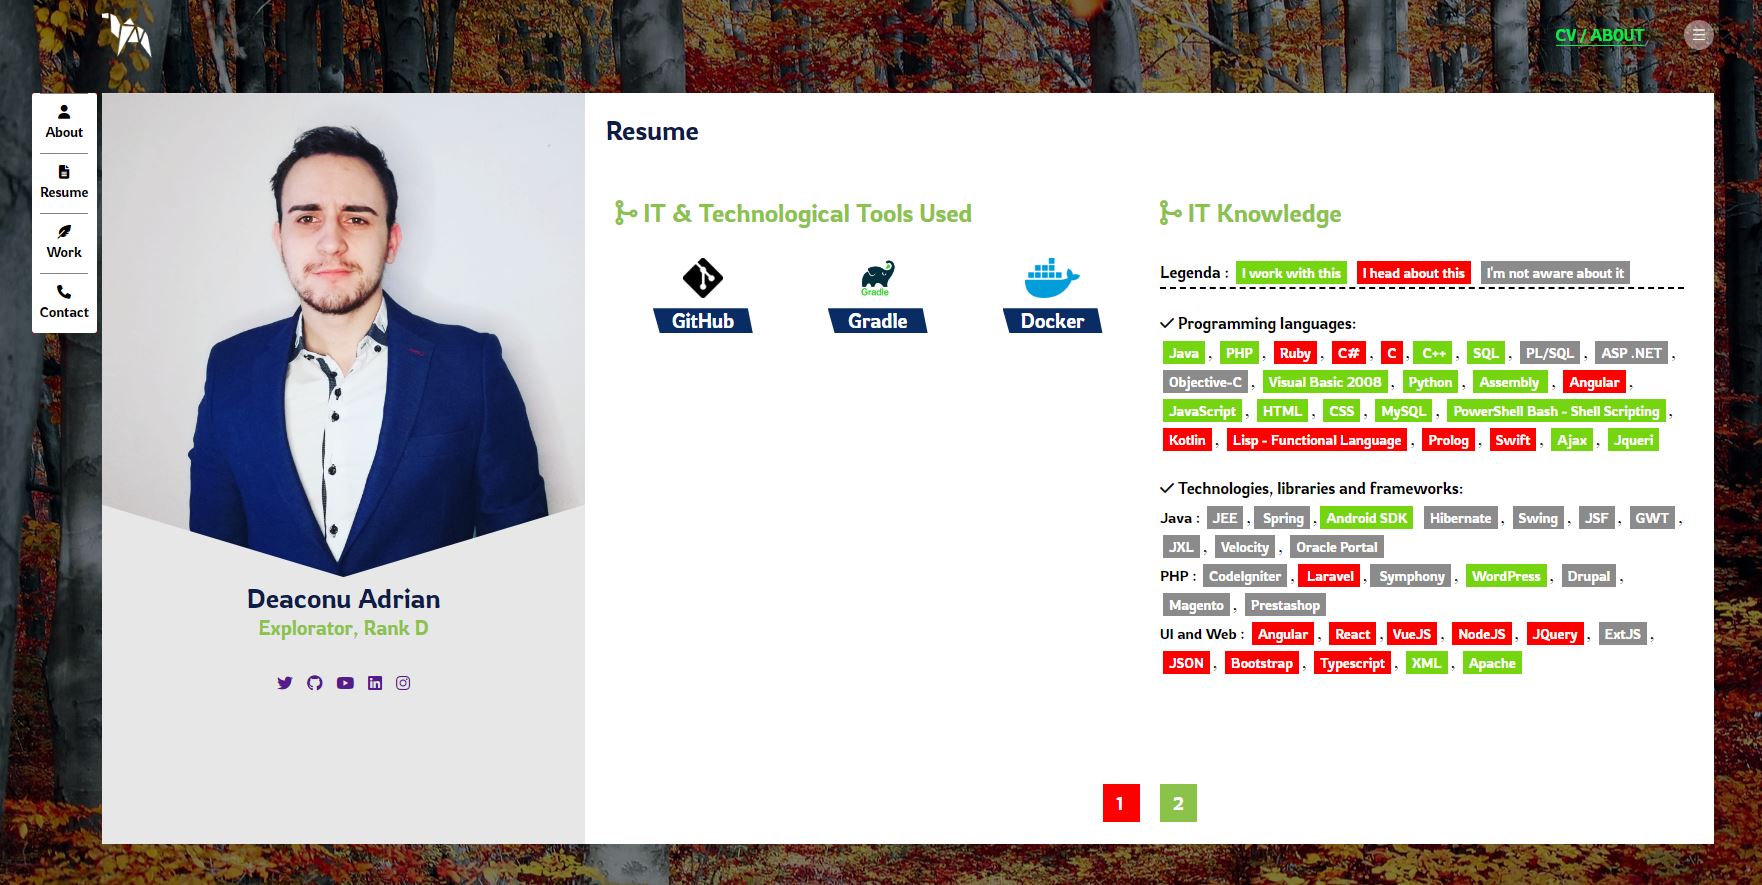 CV / ABOUT
About
Resume
Work
Contact
Deaconu Adrian
Explorator, Rank D
Resume
IT & Technological Tools Used
Gradle
GitHub Gradle Docker
IT Knowledge
Legenda : I work with this I head about this I'm not aware about it
Programming languages:
Java , PHP , Ruby , C# , C , C++ , SQL , PL/SQL , ASP .NET ,
Objective-C , Visual Basic 2008 , Python , Assembly , Angular ,
JavaScript , HTML , CSS , MySQL , PowerShell Bash - Shell Scripting ,
Kotlin , Lisp - Functional Language , Prolog , Swift , Ajax , Jqueri
Technologies, libraries and frameworks:
Java : JEE , Spring , Android SDK Hibernate , Swing , JSF , GWT ,
JXL , Velocity , Oracle Portal
PHP : CodeIgniter , Laravel , Symphony , WordPress , Drupal ,
Magento , Prestashop
UI and Web : Angular , React , VueJS , NodeJS , JQuery , ExtJS ,
JSON , Bootstrap , Typescript , XML , Apache
1 2